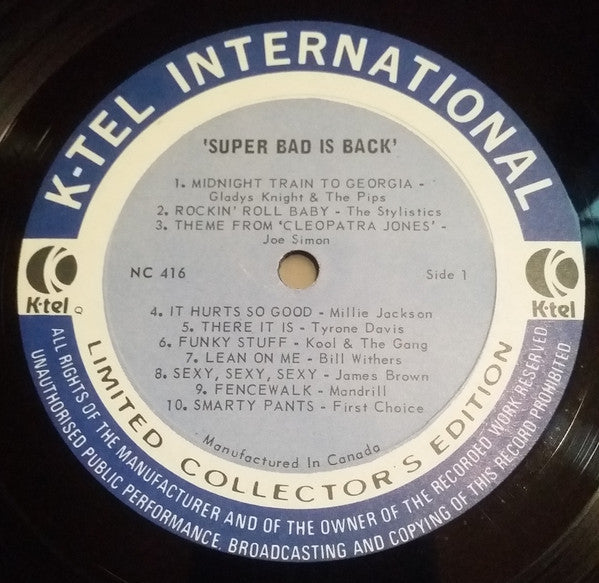 K-TEL INTERNATIONAL
'SUPER BAD IS BACK'
1. MIDNIGHT TRAIN TO GEORGIA -
Gladys Knight & The Pips
2. ROCKIN' ROLL BABY - The Stylistics
3. THEME FROM 'CLEOPATRA JONES' -
Joe Simon
K-tel
Q
NC 416
Side 1
K-tel
4. IT HURTS SO GOOD - Millie Jackson
5. THERE IT IS - Tyrone Davis
6. FUNKY STUFF - Kool & The Gang
7. LEAN ON ME - Bill Withers
8. SEXY, SEXY, SEXY - James Brown
9. FENCEWALK - Mandrill
10. SMARTY PANTS - First Choice
Manufactured In Canada
LIMITED COLLECTOR'S EDITION
ALL RIGHTS OF THE MANUFACTURER AND OF THE OWNER OF THE RECORDED WORK RESERVED.
UNAUTHORISED PUBLIC PERFORMANCE, BROADCASTING AND COPYING OF THIS RECORD PROHIBITED.